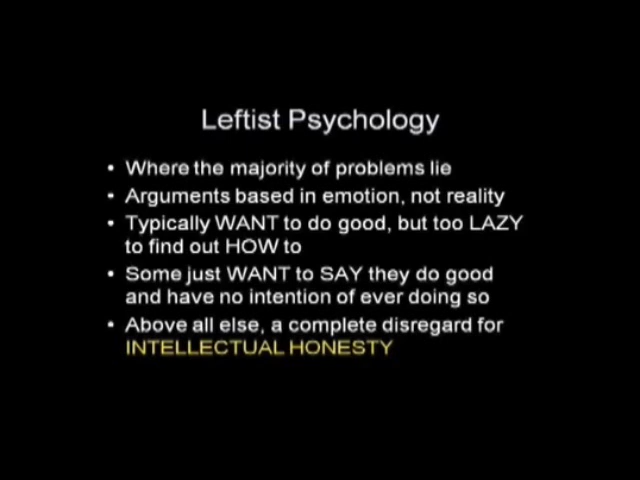 Leftist Psychology
• Where the majority of problems lie
• Arguments based in emotion, not reality
• Typically WANT to do good, but too LAZY
to find out HOW to
• Some just WANT to SAY they do good
and have no intention of ever doing so
• Above all else, a complete disregard for
INTELLECTUAL HONESTY